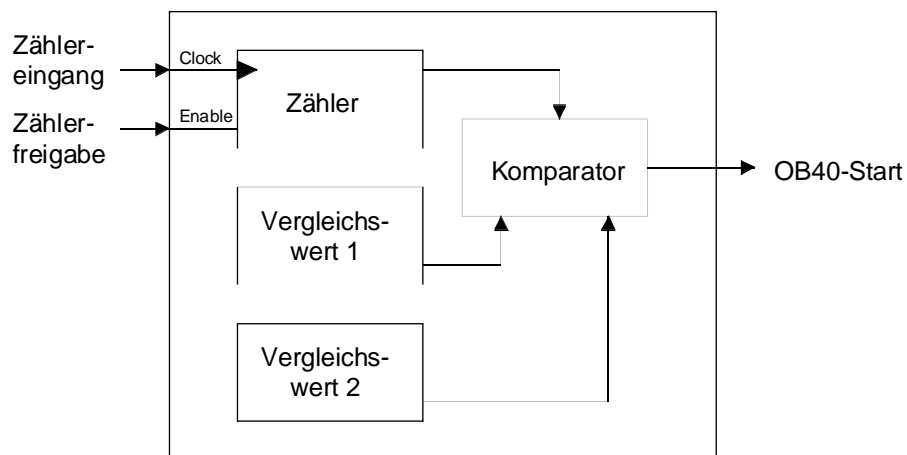 Zähler-
eingang
Clock
Zähler
Zähler-
freigabe
Enable
Komparator
OB40-Start
Vergleichs-
wert 1
Vergleichs-
wert 2